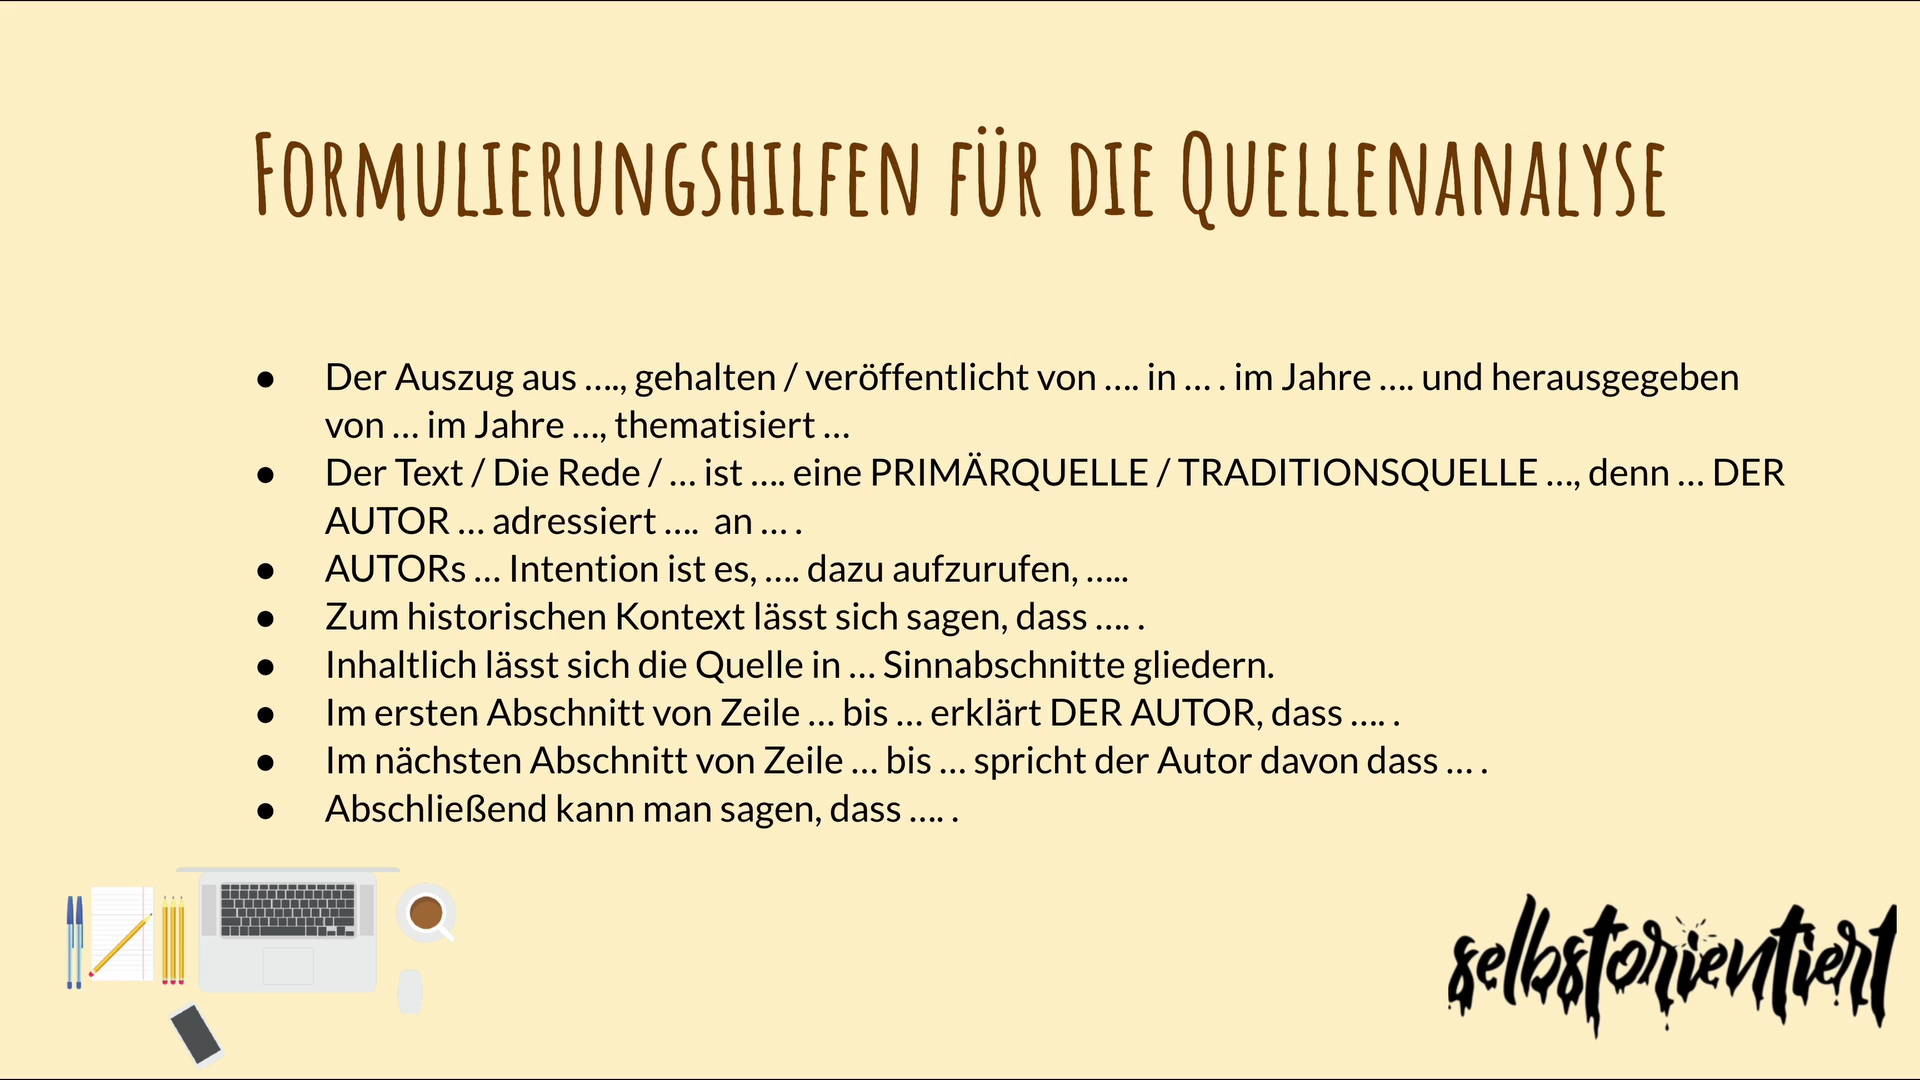 Formulierungshilfen für die Quellenanalyse
● Der Auszug aus …., gehalten / veröffentlicht von …. in … . im Jahre …. und herausgegeben
von … im Jahre …, thematisiert …
● Der Text / Die Rede / … ist …. eine PRIMÄRQUELLE / TRADITIONSQUELLE …, denn … DER
AUTOR … adressiert …. an … .
● AUTORs … Intention ist es, …. dazu aufzurufen, …..
● Zum historischen Kontext lässt sich sagen, dass …. .
● Inhaltlich lässt sich die Quelle in … Sinnabschnitte gliedern.
● Im ersten Abschnitt von Zeile … bis … erklärt DER AUTOR, dass …. .
● Im nächsten Abschnitt von Zeile … bis … spricht der Autor davon dass … .
● Abschließend kann man sagen, dass …. .
selbstorientiert